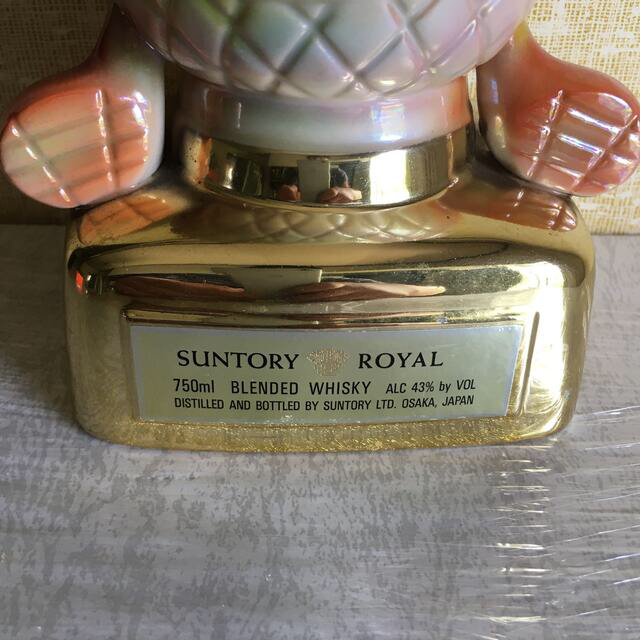 SUNTORY ROYAL
750ml BLENDED WHISKY ALC 43% by VOL
DISTILLED AND BOTTLED BY SUNTORY LTD. OSAKA, JAPAN